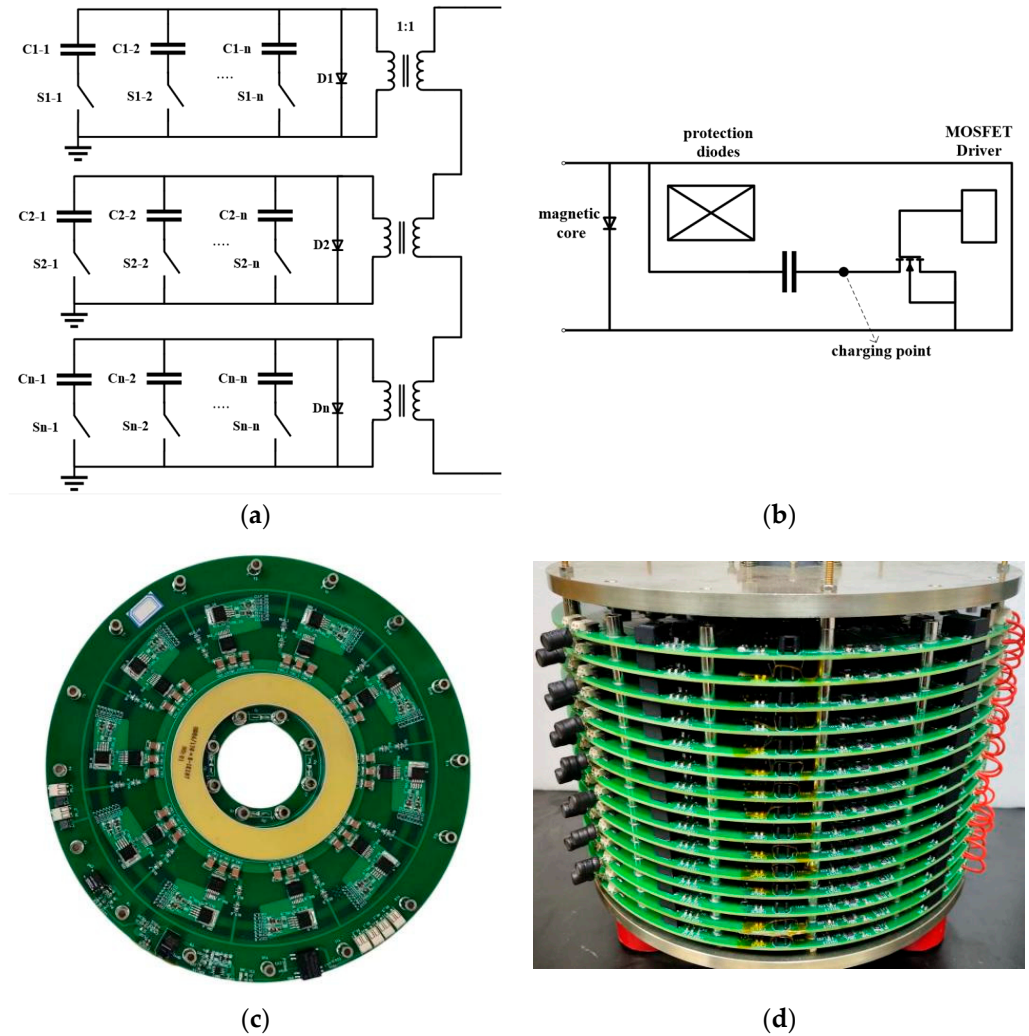 1:1
C1-1 C1-2 C1-n
.... D1
S1-1 S1-2 S1-n
C2-1 C2-2 C2-n
.... D2
S2-1 S2-2 S2-n
Cn-1 Cn-2 Cn-n
.... Dn
Sn-1 Sn-2 Sn-n
(a)
protection
diodes
MOSFET
Driver
magnetic
core
charging point
(b)
(c)
(d)